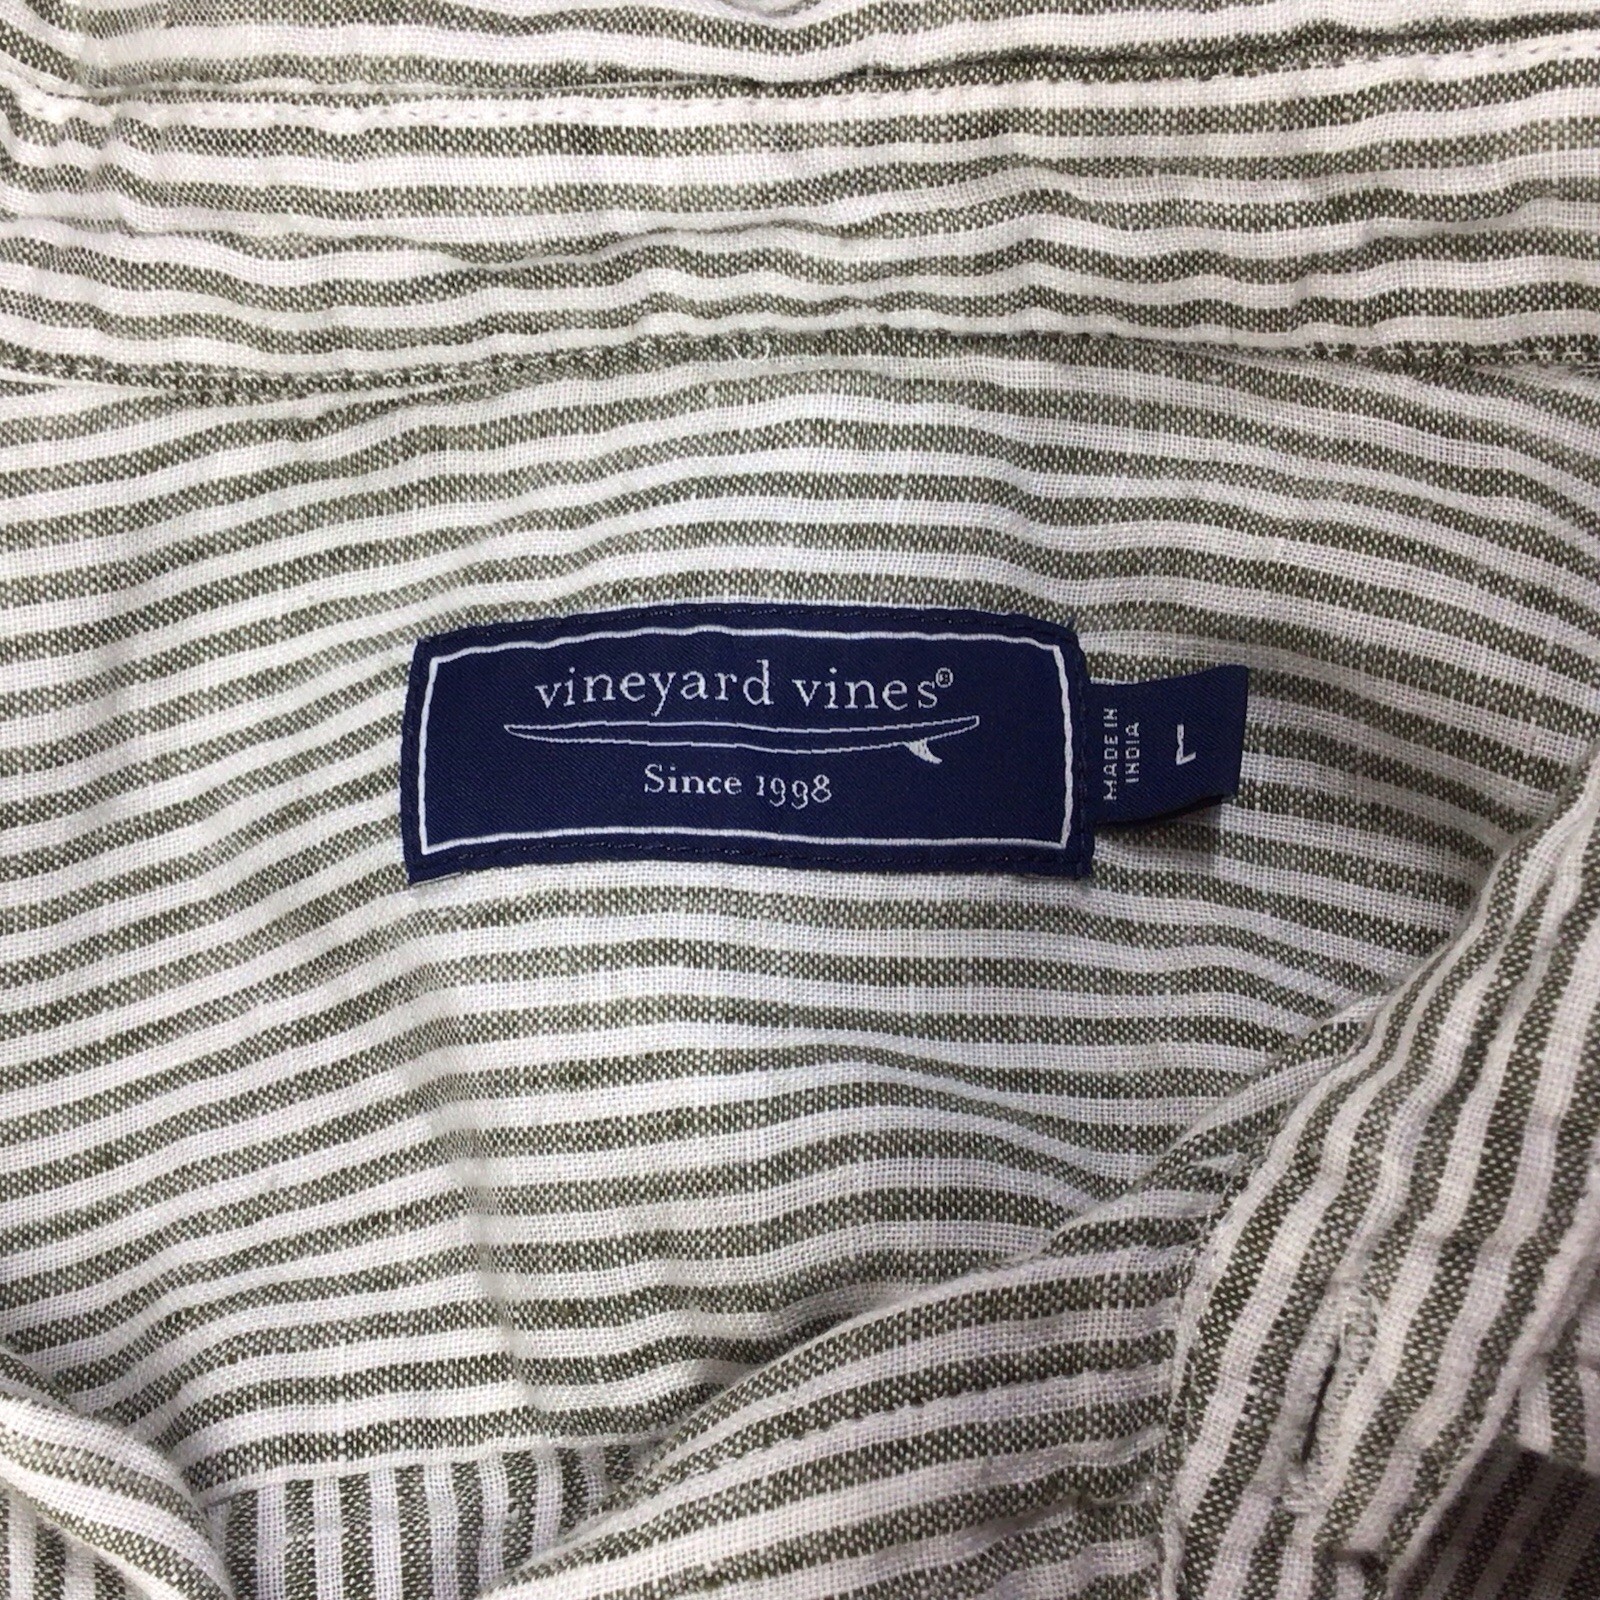 vineyard vines®
Since 1998
MADE IN
INDIA
L